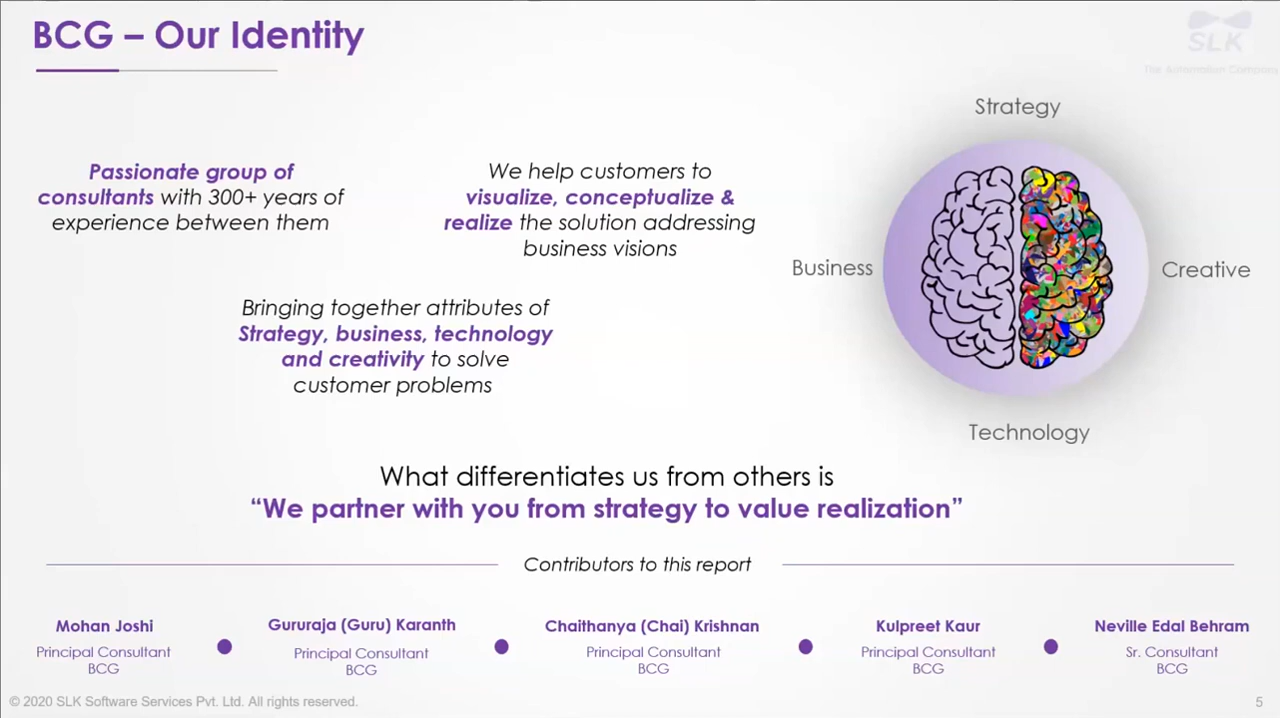 BCG – Our Identity
SLK
The Automation Company
Strategy
Passionate group of
consultants with 300+ years of
experience between them
We help customers to
visualize, conceptualize &
realize the solution addressing
business visions
Business
Creative
Bringing together attributes of
Strategy, business, technology
and creativity to solve
customer problems
Technology
What differentiates us from others is
“We partner with you from strategy to value realization”
Contributors to this report
Mohan Joshi
Principal Consultant
BCG
Gururaja (Guru) Karanth
Principal Consultant
BCG
Chaithanya (Chai) Krishnan
Principal Consultant
BCG
Kulpreet Kaur
Principal Consultant
BCG
Neville Edal Behram
Sr. Consultant
BCG
© 2020 SLK Software Services Pvt. Ltd. All rights reserved.
5